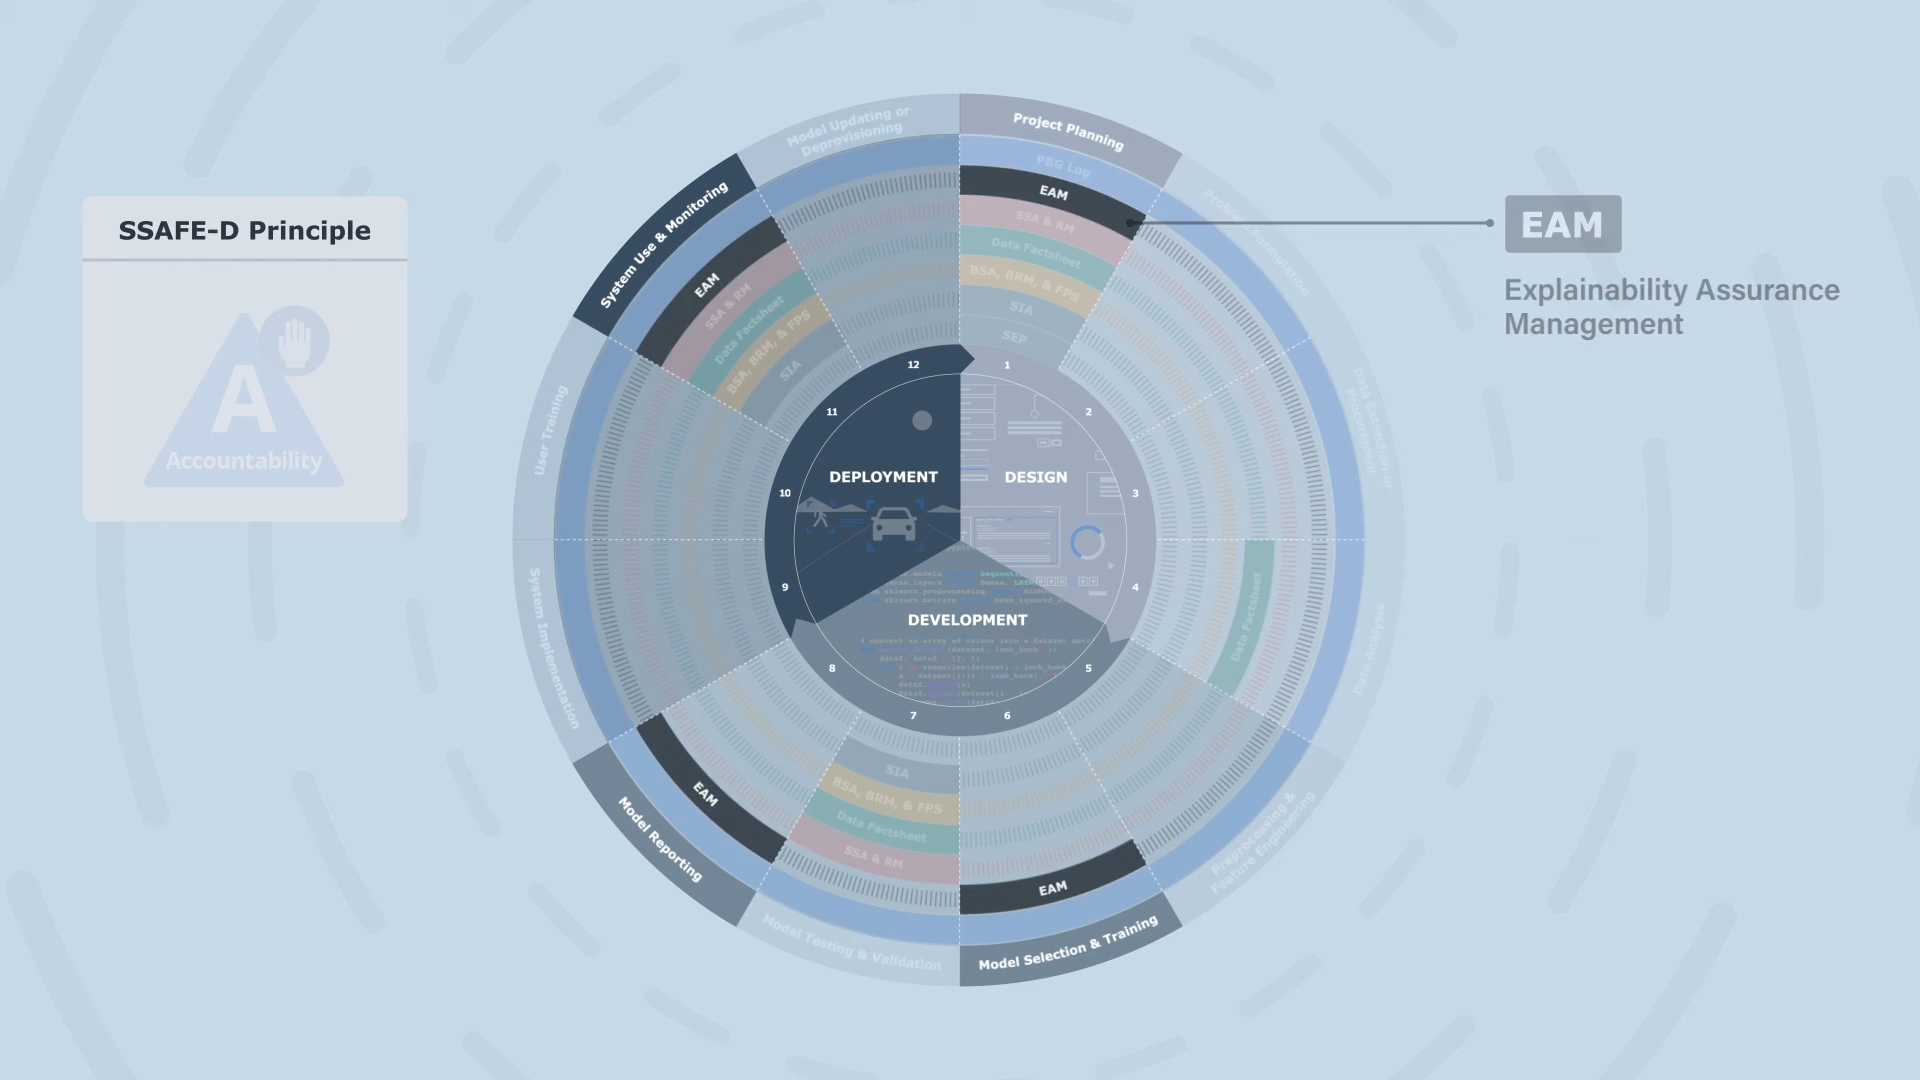 SSAFE-D Principle
A
Accountability
EAM
Explainability Assurance
Management
Project Planning
PBG Log
EAM
SSA & RM
Data Factsheet
BSA, BRM, & FPS
SIA
SEP
Problem Formulation
Data Extraction or
Procurement
Data Analysis
Data Factsheet
Preprocessing &
Feature Engineering
Model Selection & Training
EAM
Model Testing & Validation
SIA
BSA, BRM, & FPS
Data Factsheet
SSA & RM
Model Reporting
EAM
System Implementation
User Training
System Use & Monitoring
EAM
SSA & RM
Data Factsheet
BSA, BRM, & FPS
SIA
Model Updating or
Deprovisioning
1
2
3
4
5
6
7
8
9
10
11
12
DEPLOYMENT
DESIGN
DEVELOPMENT